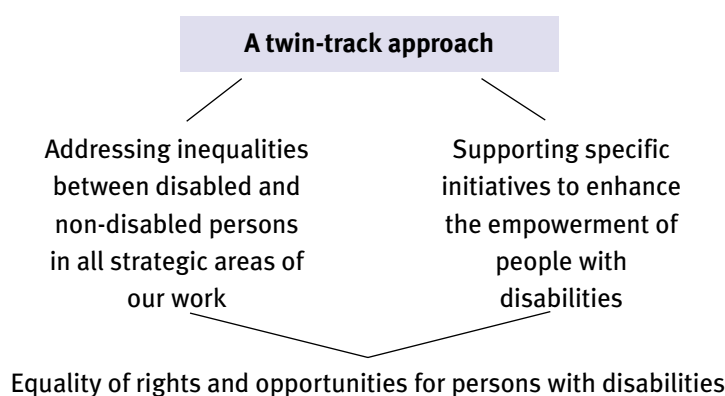 A twin-track approach
Addressing inequalities
between disabled and
non-disabled persons
in all strategic areas of
our work
Supporting specific
initiatives to enhance
the empowerment of
people with
disabilities
Equality of rights and opportunities for persons with disabilities